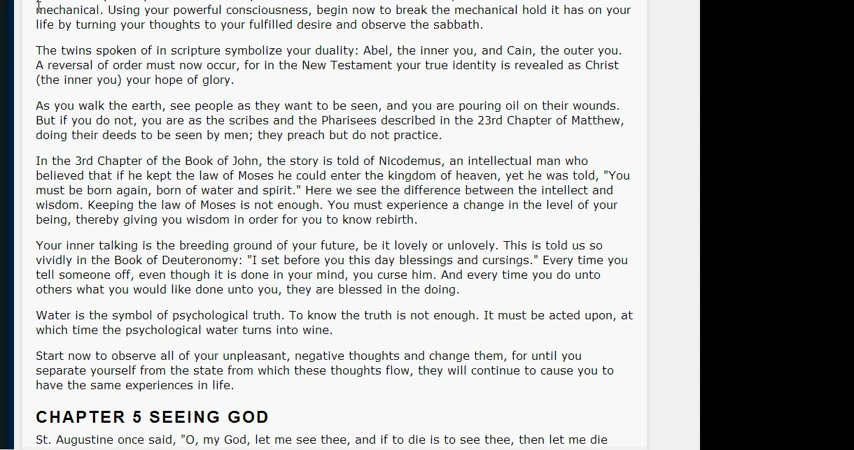 mechanical. Using your powerful consciousness, begin now to break the mechanical hold it has on your
life by turning your thoughts to your fulfilled desire and observe the sabbath.
The twins spoken of in scripture symbolize your duality: Abel, the inner you, and Cain, the outer you.
A reversal of order must now occur, for in the New Testament your true identity is revealed as Christ
(the inner you) your hope of glory.
As you walk the earth, see people as they want to be seen, and you are pouring oil on their wounds.
But if you do not, you are as the scribes and the Pharisees described in the 23rd Chapter of Matthew,
doing their deeds to be seen by men; they preach but do not practice.
In the 3rd Chapter of the Book of John, the story is told of Nicodemus, an intellectual man who
believed that if he kept the law of Moses he could enter the kingdom of heaven, yet he was told, "You
must be born again, born of water and spirit." Here we see the difference between the intellect and
wisdom. Keeping the law of Moses is not enough. You must experience a change in the level of your
being, thereby giving you wisdom in order for you to know rebirth.
Your inner talking is the breeding ground of your future, be it lovely or unlovely. This is told us so
vividly in the Book of Deuteronomy: "I set before you this day blessings and cursings." Every time you
tell someone off, even though it is done in your mind, you curse him. And every time you do unto
others what you would like done unto you, they are blessed in the doing.
Water is the symbol of psychological truth. To know the truth is not enough. It must be acted upon, at
which time the psychological water turns into wine.
Start now to observe all of your unpleasant, negative thoughts and change them, for until you
separate yourself from the state from which these thoughts flow, they will continue to cause you to
have the same experiences in life.
CHAPTER 5 SEEING GOD
St. Augustine once said, "O, my God, let me see thee, and if to die is to see thee, then let me die